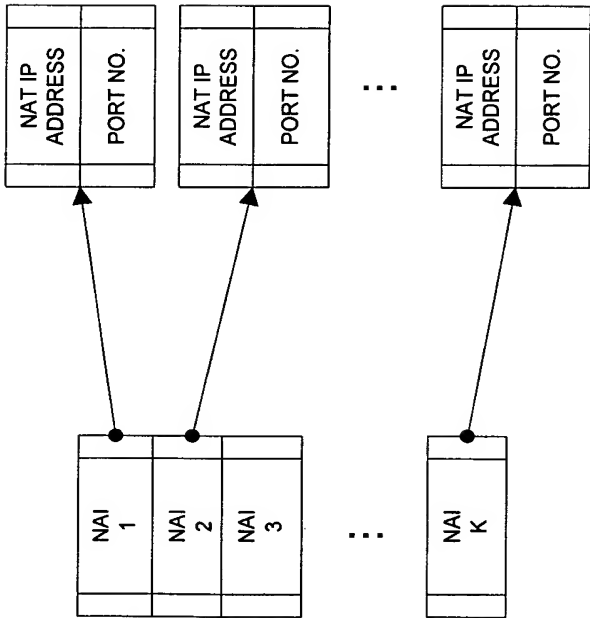 NAI
1
NAI
2
NAI
3
...
NAI
K
NAT IP
ADDRESS
PORT NO.
NAT IP
ADDRESS
PORT NO.
...
NAT IP
ADDRESS
PORT NO.